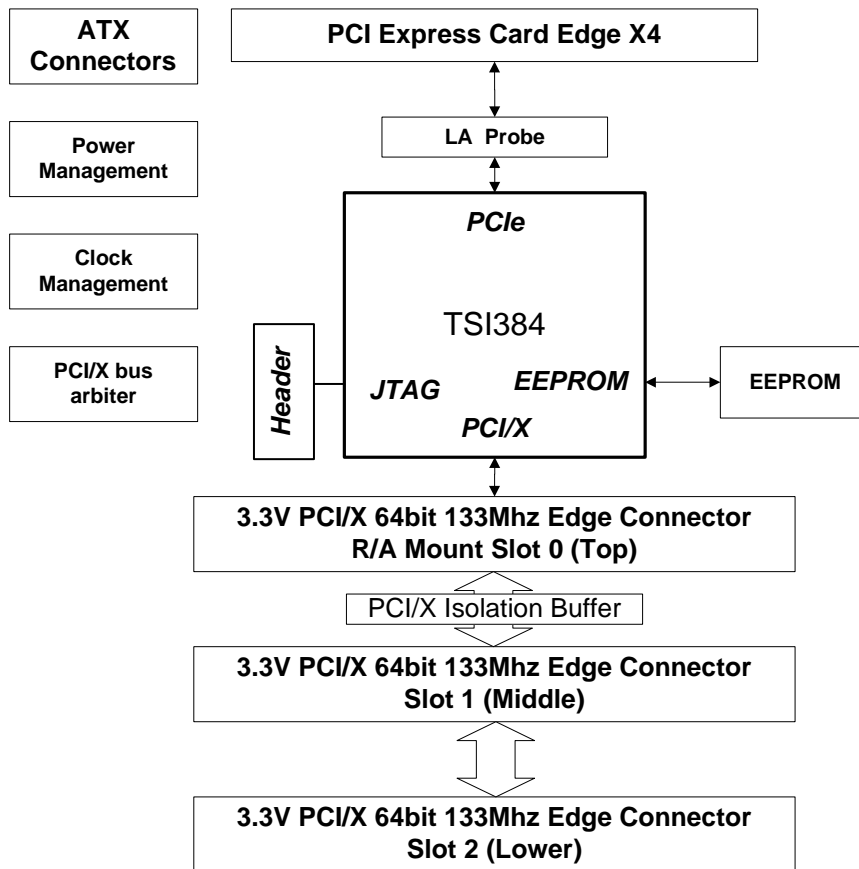 ATX
Connectors
PCI Express Card Edge X4
Power
Management
LA Probe
Clock
Management
PCIe
TSI384
PCI/X bus
arbiter
Header
JTAG
EEPROM
PCI/X
EEPROM
3.3V PCI/X 64bit 133Mhz Edge Connector
R/A Mount Slot 0 (Top)
PCI/X Isolation Buffer
3.3V PCI/X 64bit 133Mhz Edge Connector
Slot 1 (Middle)
3.3V PCI/X 64bit 133Mhz Edge Connector
Slot 2 (Lower)